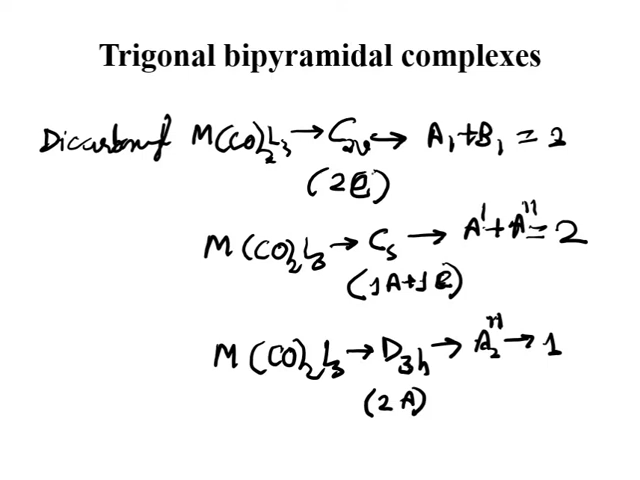 Trigonal bipyramidal complexes
Dicarbonyl M(CO)₂L₃ → C₂ᵥ → A₁+B₁ = 2
(2e)
M(CO)₂L₃ → Cₛ → A'+A" = 2
(1A+1e)
M(CO)₂L₃ → D₃ₕ → A₂" → 1
(2A)